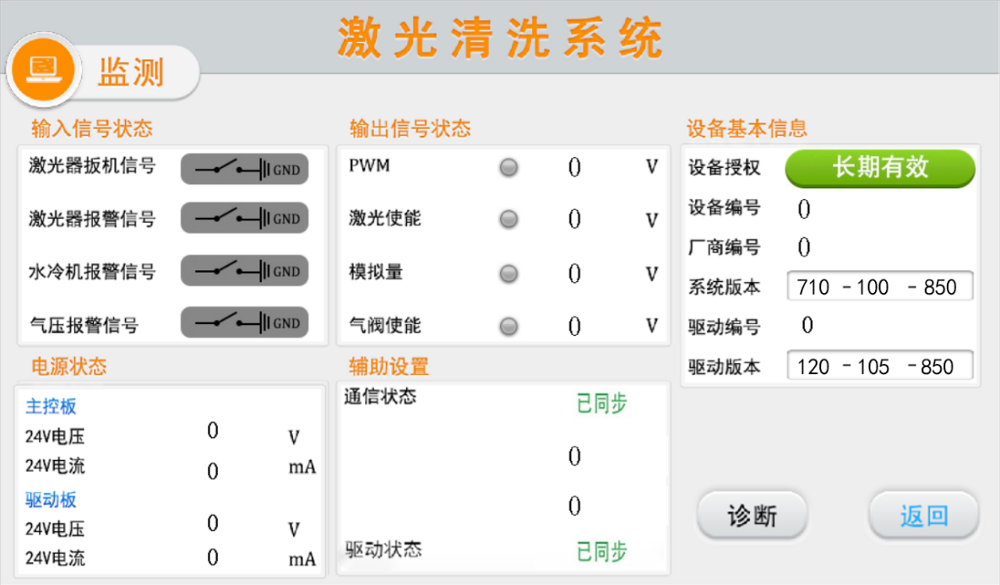 激光清洗系统
监测
输入信号状态
激光器扳机信号 GND
激光器报警信号 GND
水冷机报警信号 GND
气压报警信号 GND
输出信号状态
PWM 0 V
激光使能 0 V
模拟量 0 V
气阀使能 0 V
设备基本信息
设备授权 长期有效
设备编号 0
厂商编号 0
系统版本 710 - 100 - 850
驱动编号 0
驱动版本 120 - 105 - 850
电源状态
主控板
24V电压 0 V
24V电流 0 mA
驱动板
24V电压 0 V
24V电流 0 mA
辅助设置
通信状态 已同步
0
0
驱动状态 已同步
诊断 返回